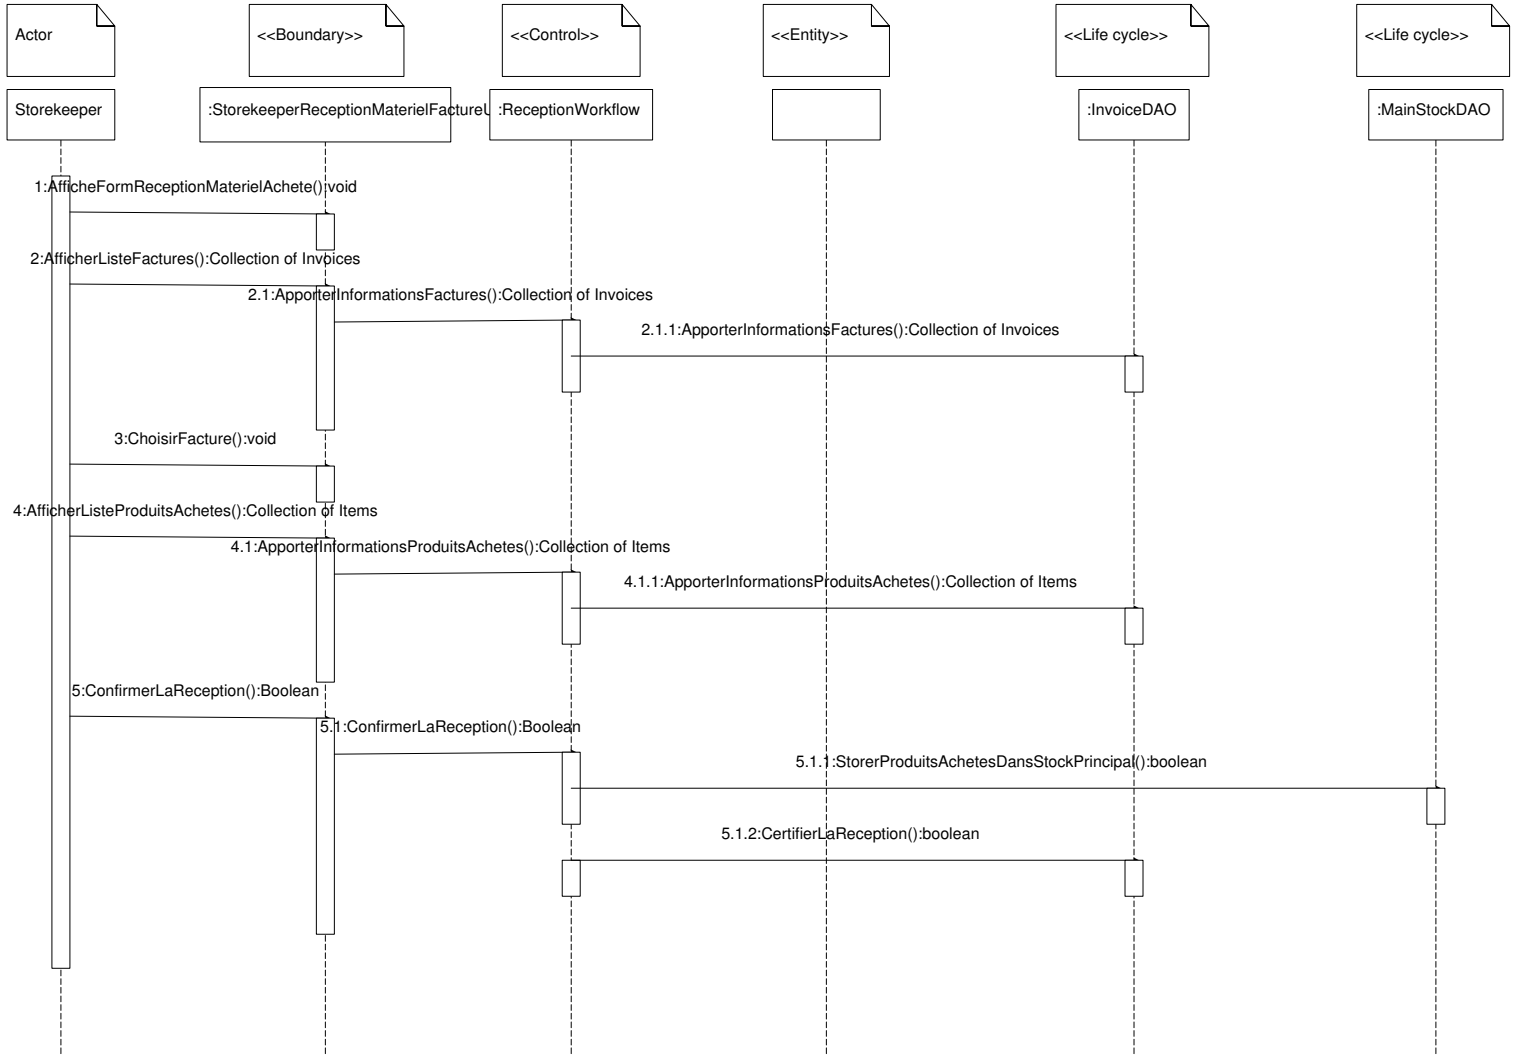 Actor
<<Boundary>>
<<Control>>
<<Entity>>
<<Life cycle>>
<<Life cycle>>
Storekeeper
:StorekeeperReceptionMaterielFactureU
:ReceptionWorkflow
:InvoiceDAO
:MainStockDAO
1:AfficheFormReceptionMaterielAchete():void
2:AfficherListeFactures():Collection of Invoices
2.1:ApporterInformationsFactures():Collection of Invoices
2.1.1:ApporterInformationsFactures():Collection of Invoices
3:ChoisirFacture():void
4:AfficherListeProduitsAchetes():Collection of Items
4.1:ApporterInformationsProduitsAchetes():Collection of Items
4.1.1:ApporterInformationsProduitsAchetes():Collection of Items
5:ConfirmerLaReception():Boolean
5.1:ConfirmerLaReception():Boolean
5.1.1:StorerProduitsAchetesDansStockPrincipal():boolean
5.1.2:CertifierLaReception():boolean